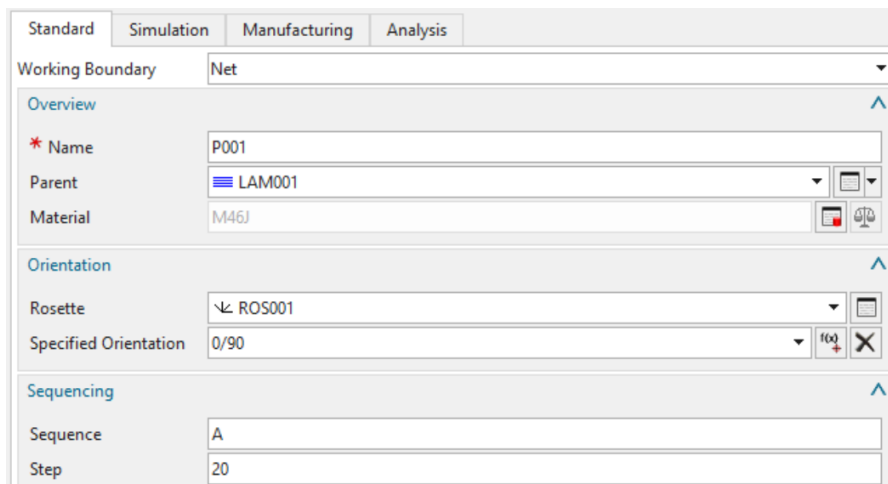 Standard Simulation Manufacturing Analysis
Working Boundary Net
Overview
* Name P001
Parent LAM001
Material M46J
Orientation
Rosette ROS001
Specified Orientation 0/90 f(x)
Sequencing
Sequence A
Step 20